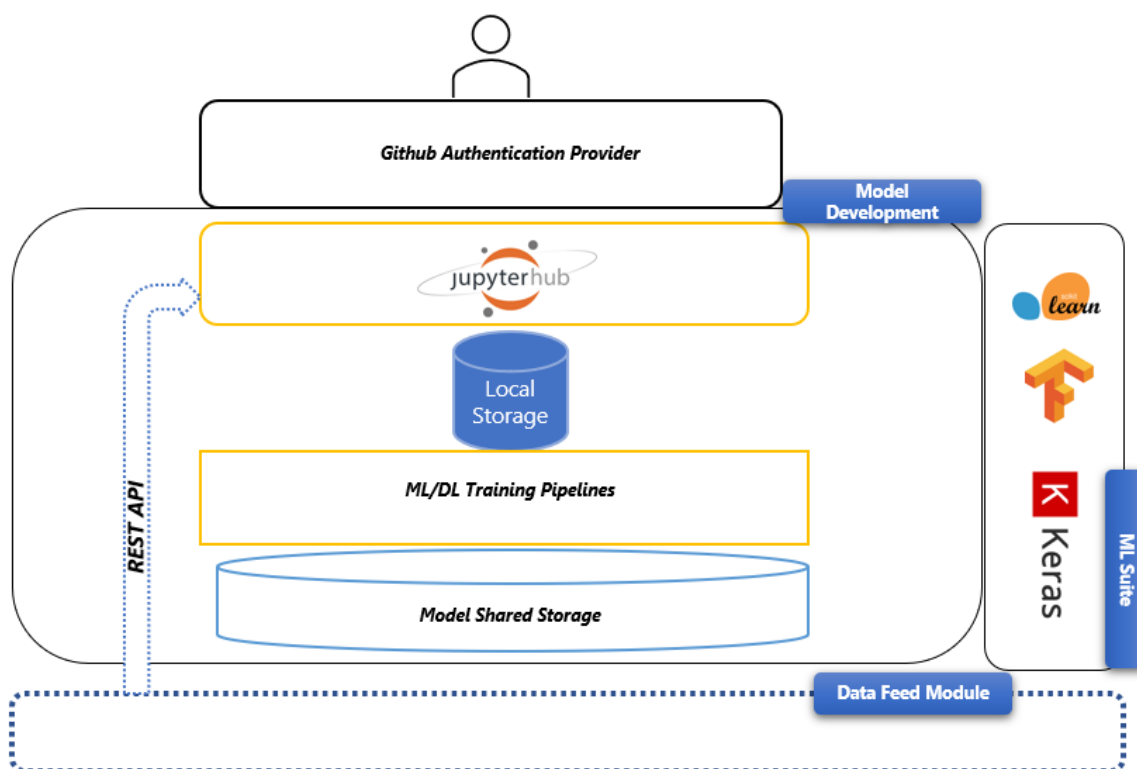 Github Authentication Provider
Model
Development
jupyterhub
learn
Local
Storage
ML/DL Training Pipelines
REST API
K
Keras
ML Suite
Model Shared Storage
Data Feed Module